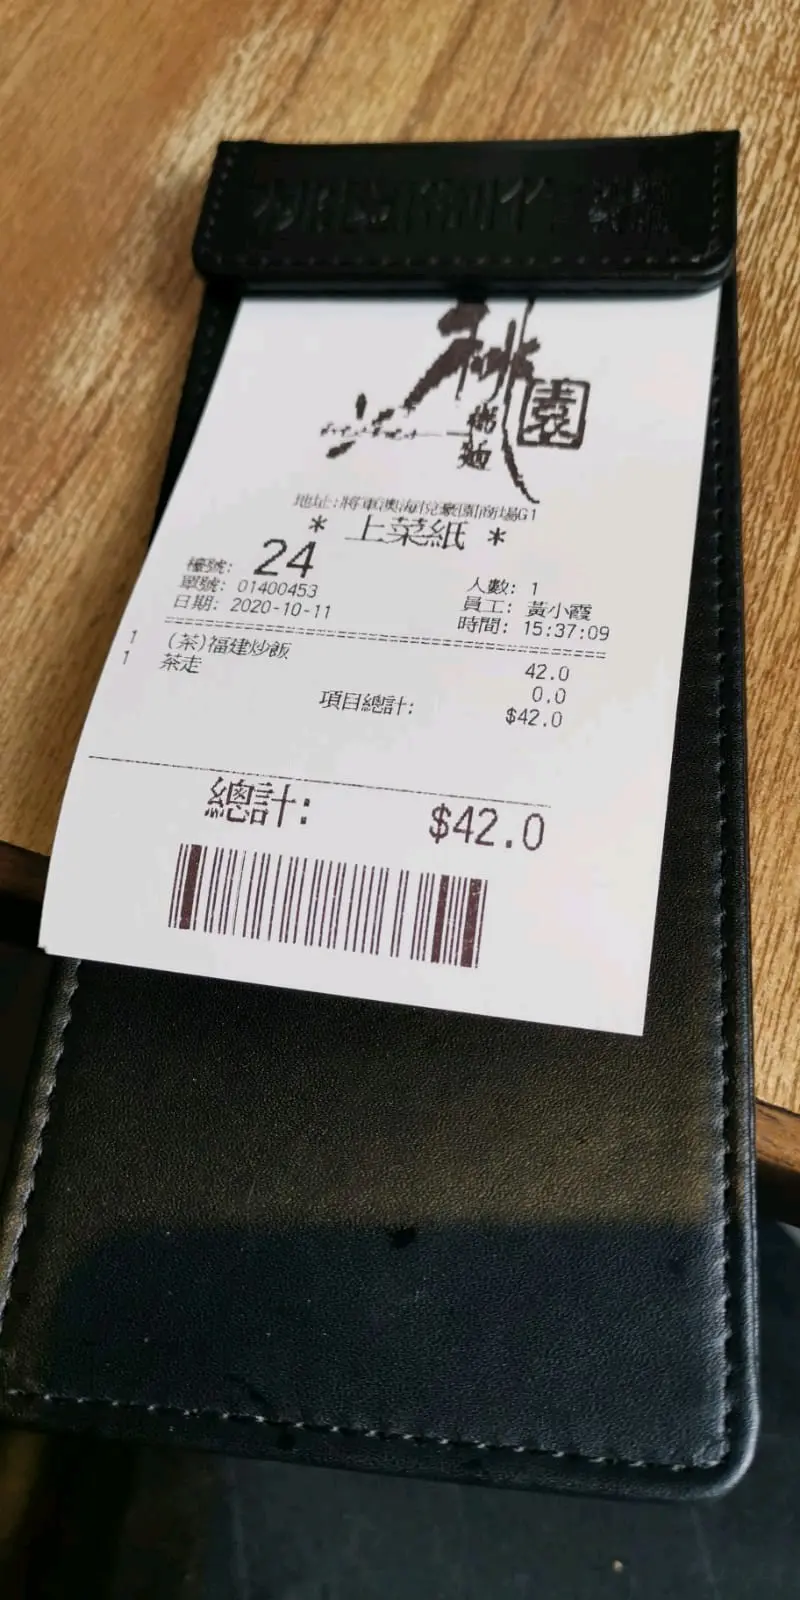 桃園
粥麵
地址:將軍澳海悅豪園商場G1
* 上菜紙 *
檯號: 24
人數: 1
單號: 01400453
員工: 黃小霞
日期: 2020-10-11
時間: 15:37:09
1 (茶)福建炒飯 42.0
1 茶走 0.0
項目總計: $42.0
總計: $42.0